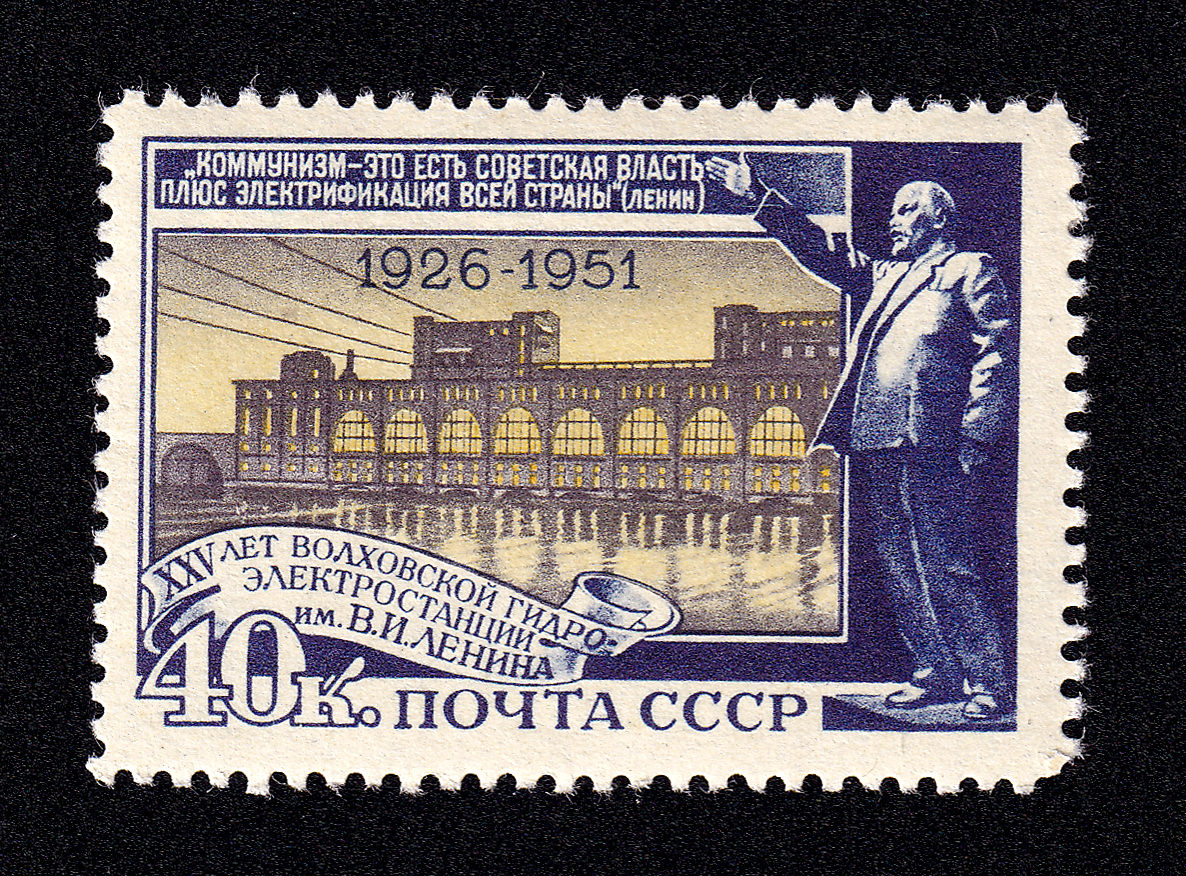 „КОММУНИЗМ–ЭТО ЕСТЬ СОВЕТСКАЯ ВЛАСТЬ
ПЛЮС ЭЛЕКТРИФИКАЦИЯ ВСЕЙ СТРАНЫ“(ЛЕНИН)
1926-1951
XXV ЛЕТ ВОЛХОВСКОЙ ГИДРО-
ЭЛЕКТРОСТАНЦИИ
ИМ. В.И.ЛЕНИНА
40 К. ПОЧТА СССР